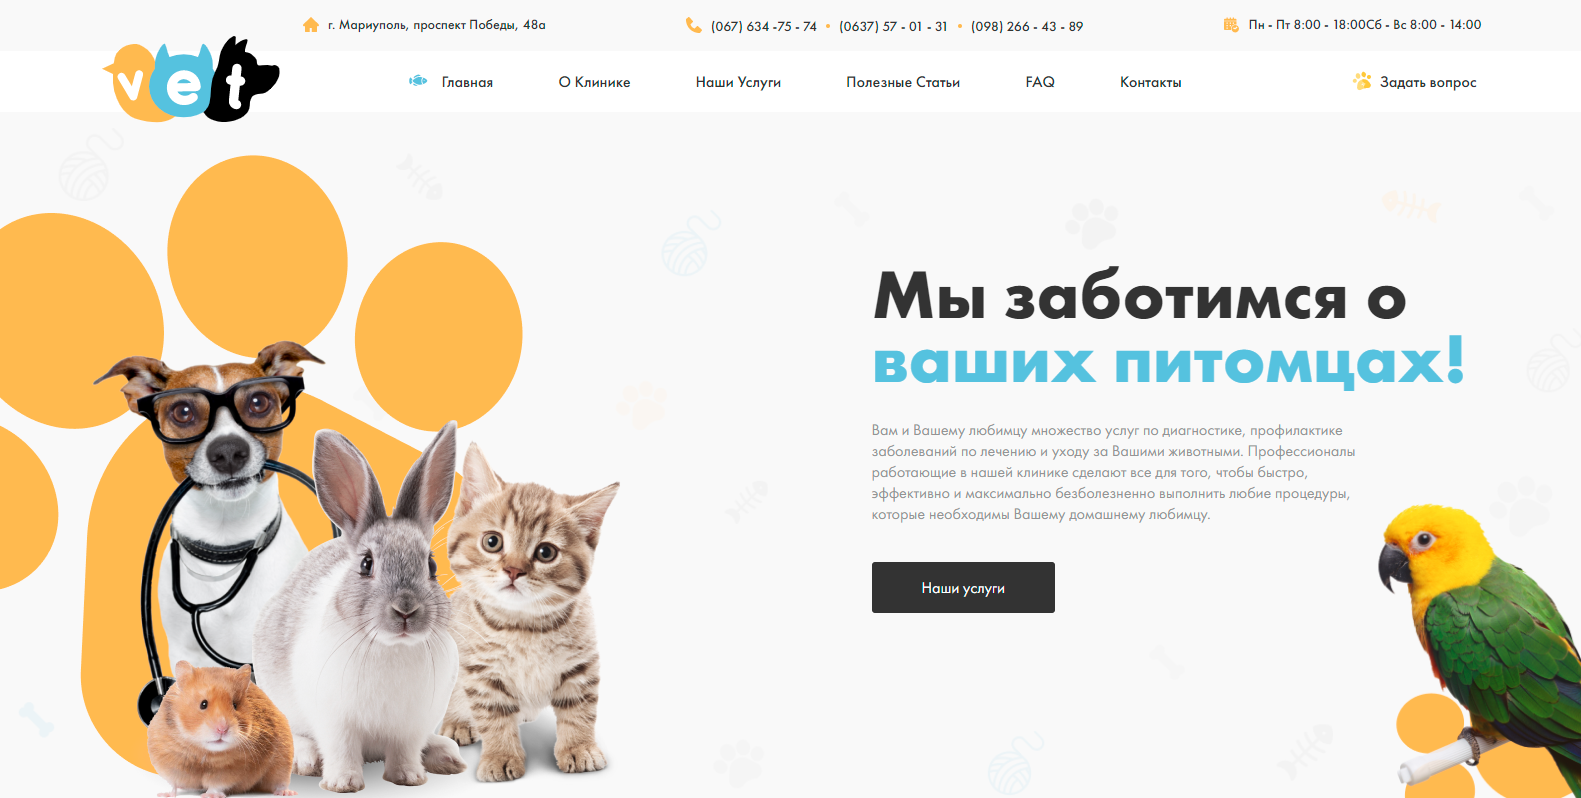 г. Мариуполь, проспект Победы, 48а
(067) 634 -75 - 74 • (0637) 57 - 01 - 31 • (098) 266 - 43 - 89
Пн - Пт 8:00 - 18:00Сб - Вс 8:00 - 14:00
vet
Главная
О Клинике
Наши Услуги
Полезные Статьи
FAQ
Контакты
Задать вопрос
Мы заботимся о
ваших питомцах!
Вам и Вашему любимцу множество услуг по диагностике, профилактике
заболеваний по лечению и уходу за Вашими животными. Профессионалы
работающие в нашей клинике сделают все для того, чтобы быстро,
эффективно и максимально безболезненно выполнить любие процедуры,
которые необходимы Вашему домашнему любимцу.
Наши услуги